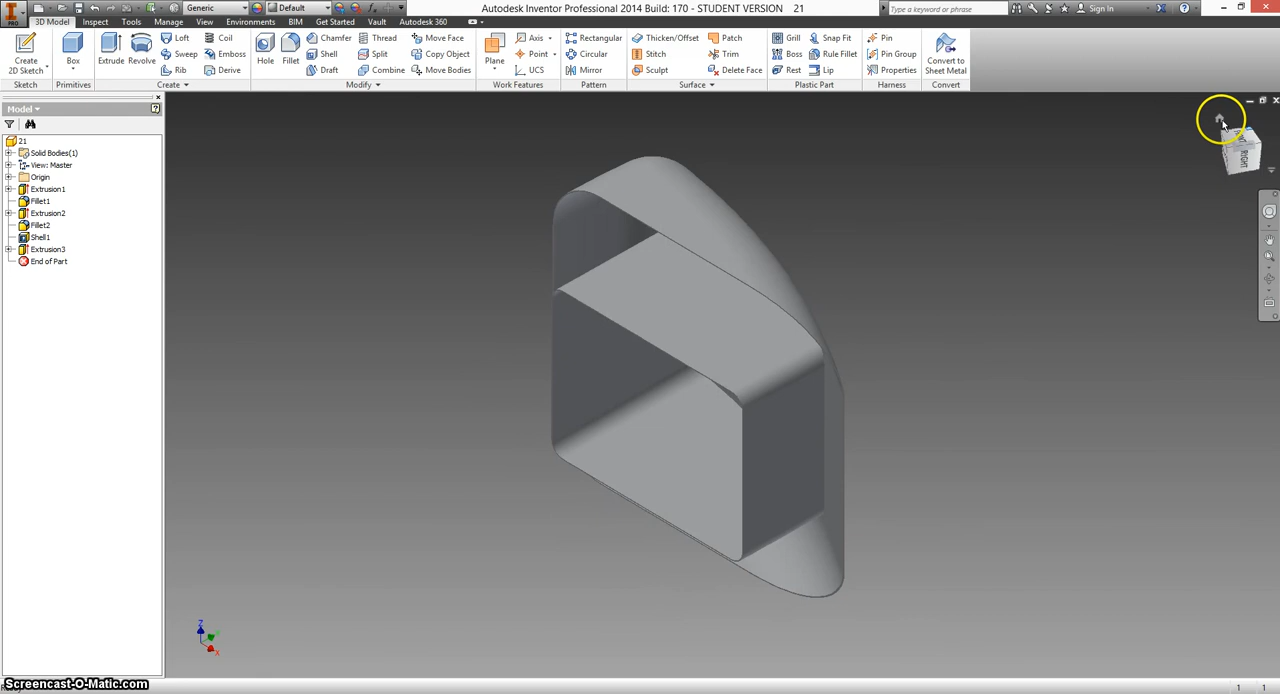 Generic Default Autodesk Inventor Professional 2014 Build: 170 - STUDENT VERSION 21 Type a keyword or phrase Sign In
PRO 3D Model Inspect Tools Manage View Environments BIM Get Started Vault Autodesk 360
Loft Coil Chamfer Thread Move Face Axis Rectangular Thicken/Offset Patch Grill Snap Fit Pin
Sweep Emboss Shell Split Copy Object Point Circular Stitch Trim Boss Rule Fillet Pin Group
Create 2D Sketch Box Extrude Revolve Rib Derive Hole Fillet Draft Combine Move Bodies Plane UCS Mirror Sculpt Delete Face Rest Lip Properties Convert to Sheet Metal
Sketch Primitives Create Modify Work Features Pattern Surface Plastic Part Harness Convert
Model
21
Solid Bodies(1)
View: Master
Origin
Extrusion1
Fillet1
Extrusion2
Fillet2
Shell1
Extrusion3
End of Part
RIGHT
Z
X
Screencast-O-Matic.com
1 1